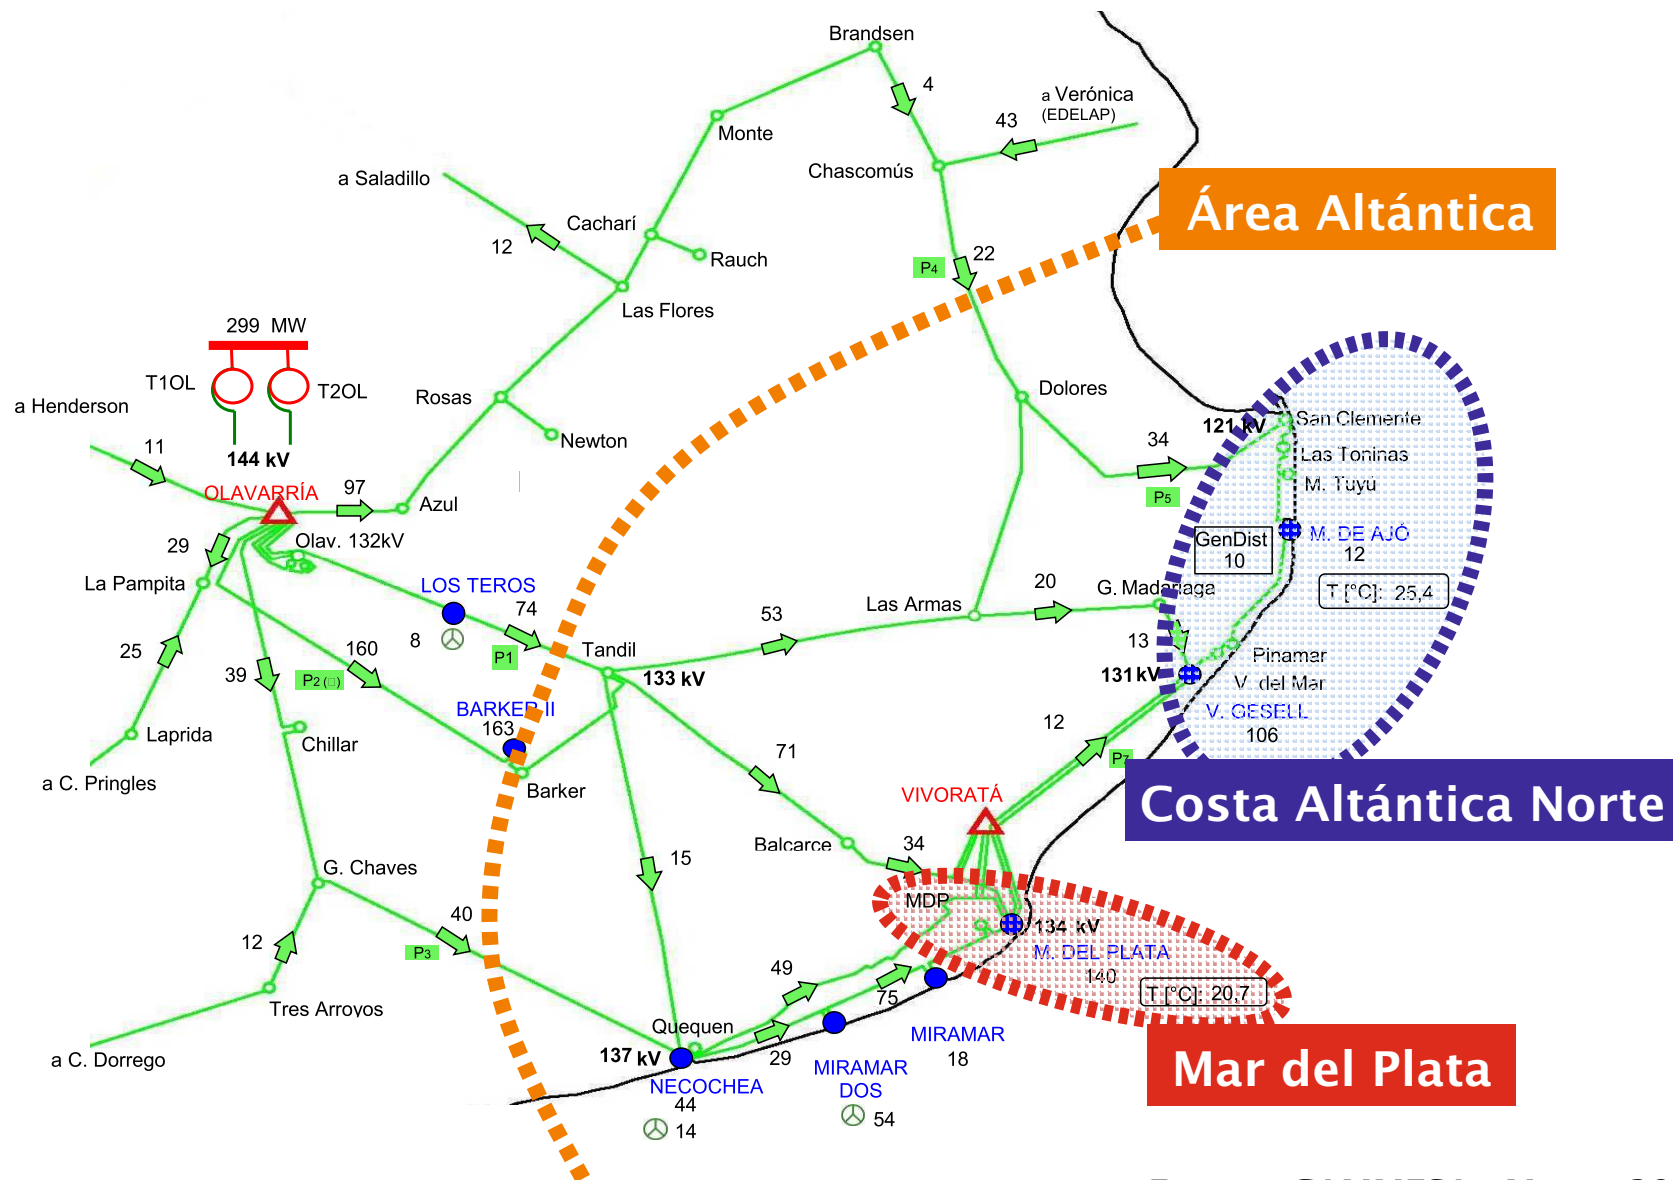 Brandsen
4
a Verónica
(EDELAP)
43
Monte
Chascomús
a Saladillo
Área Altántica
Cacharí
12
Rauch
22
P4
Las Flores
299 MW
T1OL
T2OL
Dolores
a Henderson
Rosas
San Clemente
121 kV
Newton
34
11
144 kV
Las Toninas
M. Tuyú
OLAVARRÍA
97
P5
Azul
Olav. 132kV
GenDist
10
M. DE AJÓ
12
29
La Pampita
LOS TEROS
20
G. Madariaga
T [°C]: 25,4
74
Las Armas
8
53
25
160
P1
Tandil
13
Pinamar
39
P2
133 kV
131 kV
V. del Mar
BARKER II
163
V. GESELL
106
Laprida
Chillar
12
71
P7
a C. Pringles
Barker
VIVORATÁ
Costa Altántica Norte
Balcarce
34
15
G. Chaves
MDP
40
134 kV
12
P3
M. DEL PLATA
140
49
75
T [°C]: 20,7
Tres Arroyos
Quequen
MIRAMAR
18
a C. Dorrego
137 kV
29
MIRAMAR
DOS
Mar del Plata
NECOCHEA
44
14
54